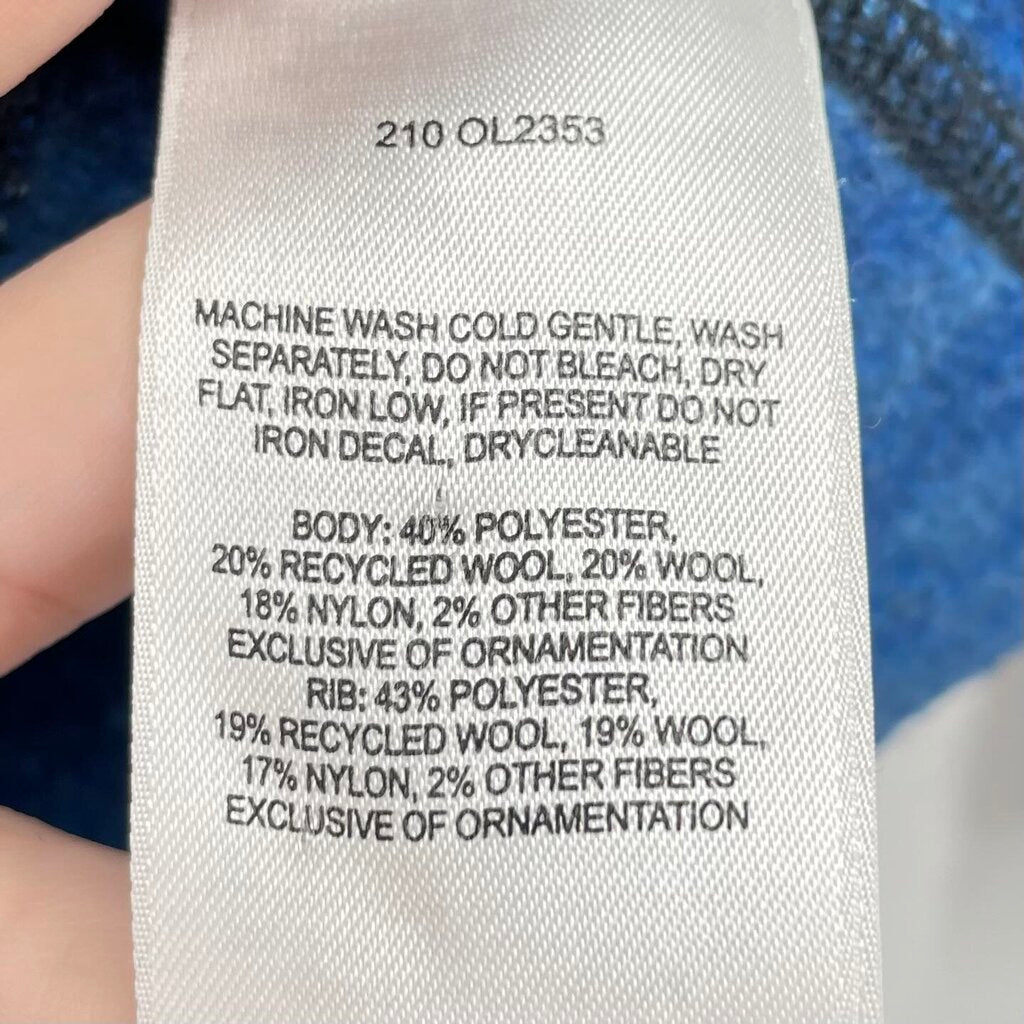 210 OL2353
MACHINE WASH COLD GENTLE, WASH
SEPARATELY, DO NOT BLEACH, DRY
FLAT, IRON LOW, IF PRESENT DO NOT
IRON DECAL, DRYCLEANABLE
BODY: 40% POLYESTER,
20% RECYCLED WOOL, 20% WOOL,
18% NYLON, 2% OTHER FIBERS
EXCLUSIVE OF ORNAMENTATION
RIB: 43% POLYESTER,
19% RECYCLED WOOL, 19% WOOL,
17% NYLON, 2% OTHER FIBERS
EXCLUSIVE OF ORNAMENTATION